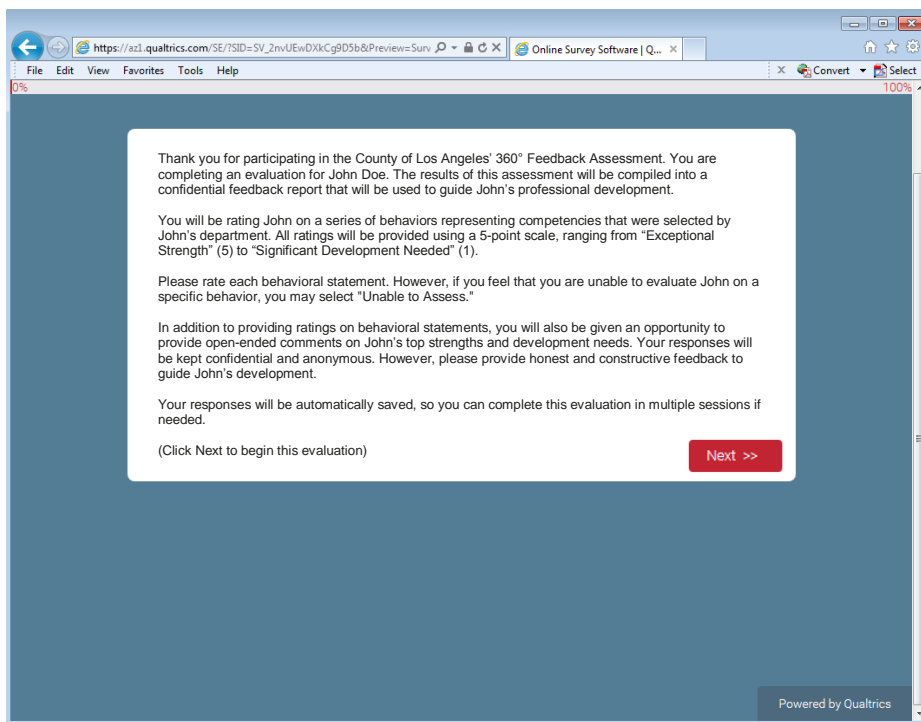 https://az1.qualtrics.com/SE/?SID=SV_2nvUEwDXkCg9D5b&Preview=Surv
Online Survey Software | Q...
File Edit View Favorites Tools Help
x Convert Select
0% 100%
Thank you for participating in the County of Los Angeles’ 360° Feedback Assessment. You are
completing an evaluation for John Doe. The results of this assessment will be compiled into a
confidential feedback report that will be used to guide John’s professional development.
You will be rating John on a series of behaviors representing competencies that were selected by
John’s department. All ratings will be provided using a 5-point scale, ranging from “Exceptional
Strength” (5) to “Significant Development Needed” (1).
Please rate each behavioral statement. However, if you feel that you are unable to evaluate John on a
specific behavior, you may select "Unable to Assess."
In addition to providing ratings on behavioral statements, you will also be given an opportunity to
provide open-ended comments on John’s top strengths and development needs. Your responses will
be kept confidential and anonymous. However, please provide honest and constructive feedback to
guide John’s development.
Your responses will be automatically saved, so you can complete this evaluation in multiple sessions if
needed.
(Click Next to begin this evaluation)
Next >>
Powered by Qualtrics